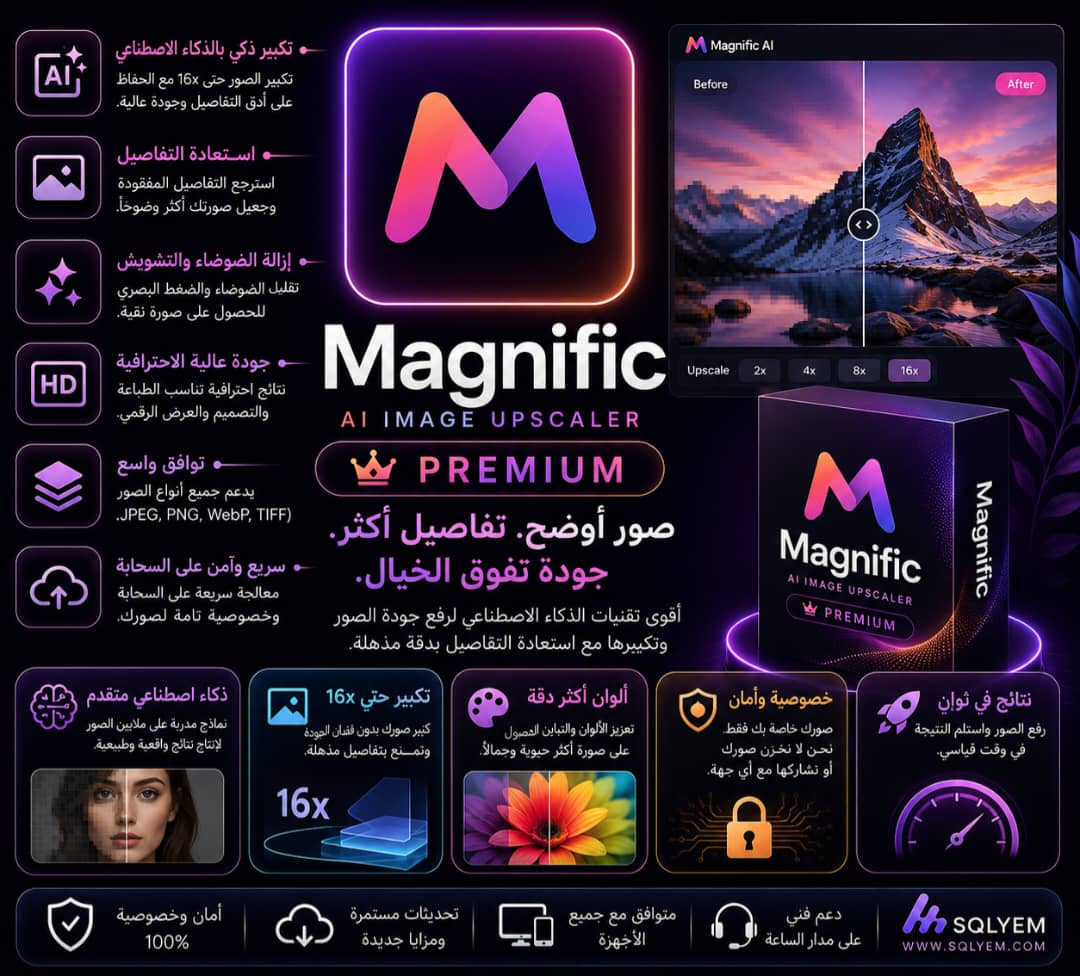 تكبير ذكي بالذكاء الاصطناعي
تكبير الصور حتى 16x مع الحفاظ
على أدق التفاصيل وجودة عالية.
استعادة التفاصيل
استرجع التفاصيل المفقودة
وجعيل صورتك أكثر وضوخاً.
إزالة الضوضاء والتشويش
تقليل الضوضاء والضغط البصري
للحصول على صورة نقية.
جودة عالية الاحترافية
نتائج احترافية تناسب الطباعة
والتصميم والعرض الرقمي.
توافق واسع
يدعم جميع أنواع الصور
.JPEG, PNG, WebP, TIFF)
سريع وآمن على السحابة
معالجة سريعة على السحابة
وخصوصية تامة لصورك.
AI
HD
Magnific
AI IMAGE UPSCALER
PREMIUM
صور أوضح. تفاصيل أكثر.
جودة تفوق الخيال.
أقوى تقنيات الذكاء الاصطناعي لرفع جودة الصور
وتكبيرها مع استعادة التفاصيل بدقة مذهلة.
Magnific AI
Before
After
Upscale 2x 4x 8x 16x
Magnific
AI IMAGE UPSCALER
PREMIUM
Magnific
ذكاء اصطناعي متقدم
نماذج مدربة على ملايين الصور
لإنتاج نتائج واقعية وطبيعية.
تكبير حتي 16x
صورك بدون فقدان الجودة
بتفاصيل مذهلة.
16x
ألوان أكثر دقة
تعزيز الألوان والتباين
على صورة أكثر حيوية وجمالاً.
خصوصية وأمان
صورك خاصة بك فقط.
نحن لا نخزن صورك
أو نشاركها مع أي جهة.
نتائج في ثوانٍ
رفع الصور واستلم النتيجة
في وقت قياسي.
أمان وخصوصية
100%
تحديثات مستمرة
ومزايا جديدة
متوافق مع جميع
الأجهزة
دعم فني
على مدار الساعة
SQLYEM
WWW.SQLYEM.COM